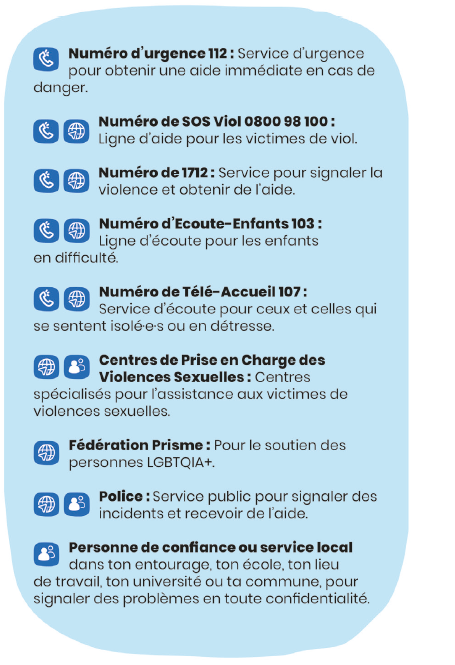 Numéro d'urgence 112 : Service d'urgence
pour obtenir une aide immédiate en cas de
danger.
Numéro de SOS Viol 0800 98 100 :
Ligne d'aide pour les victimes de viol.
Numéro de 1712 : Service pour signaler la
violence et obtenir de l'aide.
Numéro d'Ecoute-Enfants 103 :
Ligne d'écoute pour les enfants
en difficulté.
Numéro de Télé-Accueil 107 :
Service d'écoute pour ceux et celles qui
se sentent isolé·e·s ou en détresse.
Centres de Prise en Charge des
Violences Sexuelles : Centres
spécialisés pour l'assistance aux victimes de
violences sexuelles.
Fédération Prisme : Pour le soutien des
personnes LGBTQIA+.
Police : Service public pour signaler des
incidents et recevoir de l'aide.
Personne de confiance ou service local
dans ton entourage, ton école, ton lieu
de travail, ton université ou ta commune, pour
signaler des problèmes en toute confidentialité.